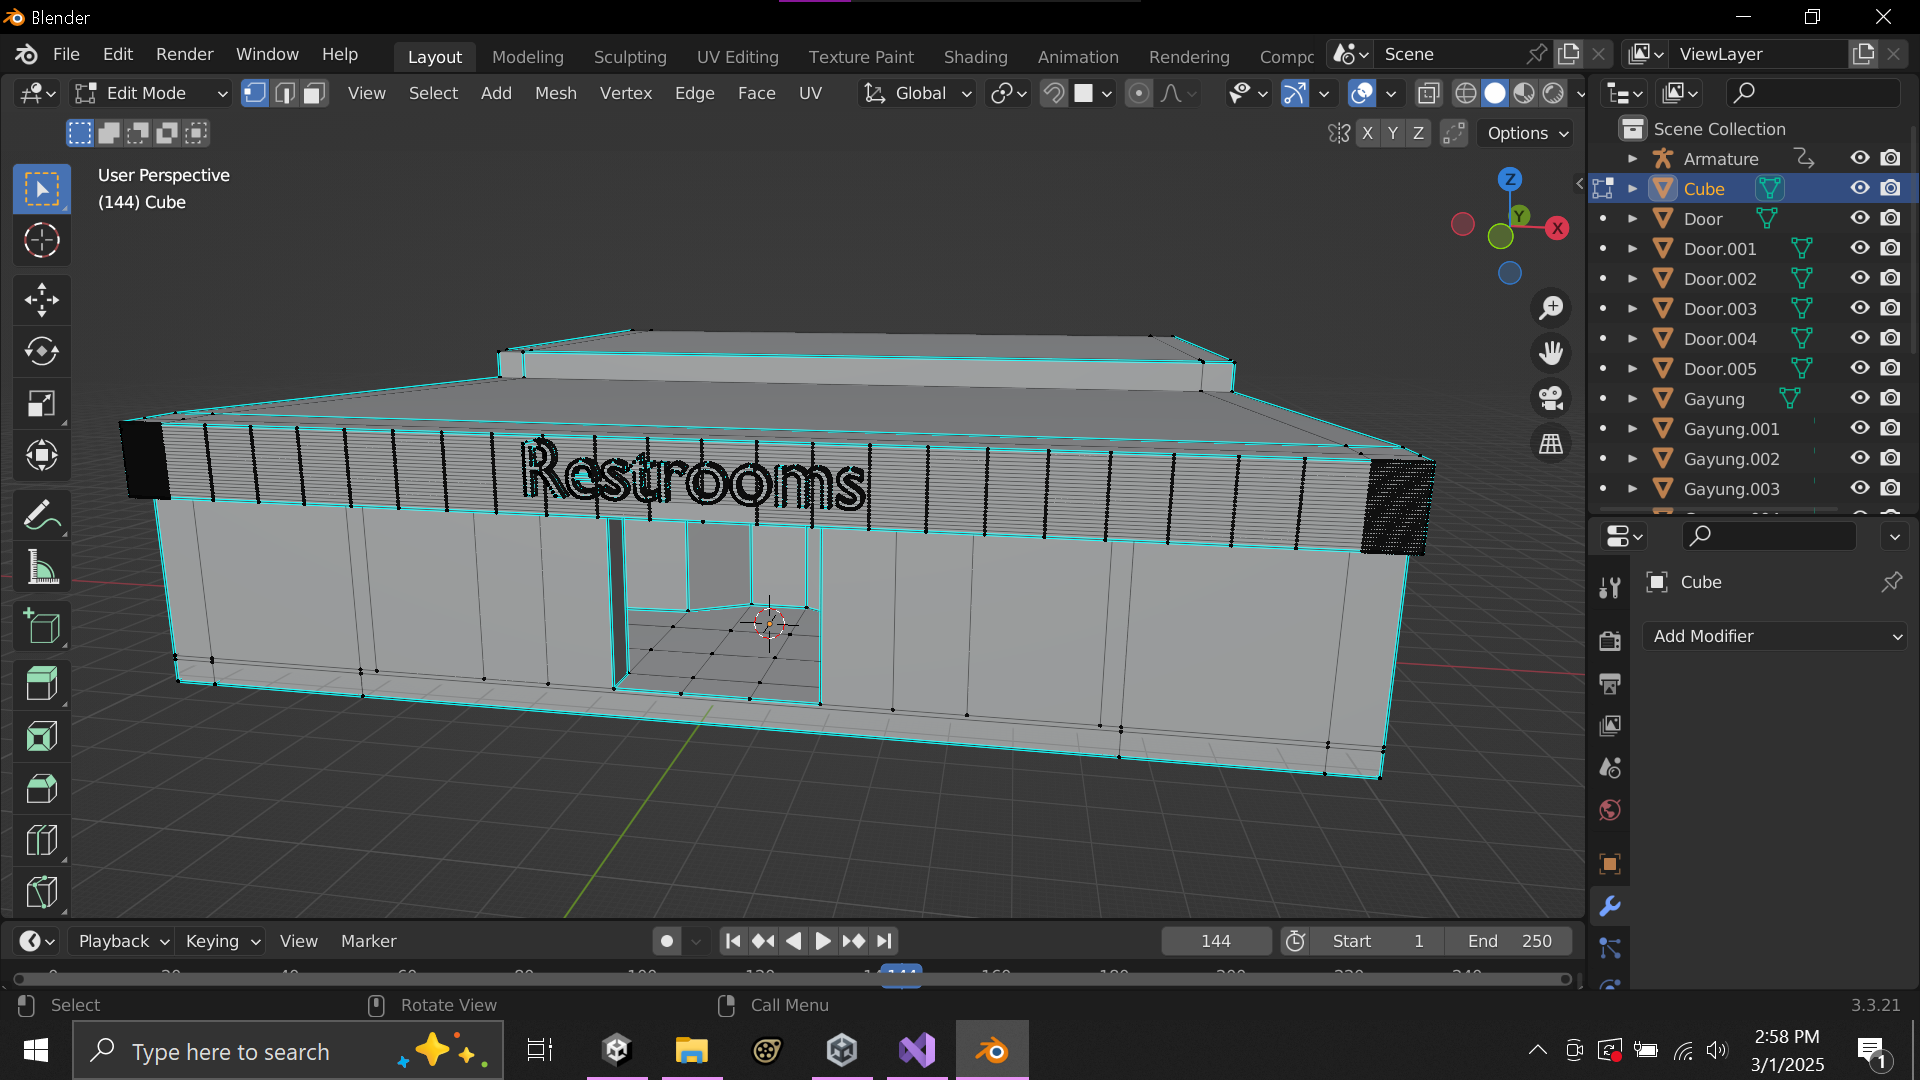 Blender
File Edit Render Window Help
Layout Modeling Sculpting UV Editing Texture Paint Shading Animation Rendering Compc
Scene
ViewLayer
Edit Mode
View Select Add Mesh Vertex Edge Face UV
Global
X Y Z
Options
User Perspective
(144) Cube
Z
Y
X
Restrooms
Scene Collection
Armature
Cube
Door
Door.001
Door.002
Door.003
Door.004
Door.005
Gayung
Gayung.001
Gayung.002
Gayung.003
Cube
Add Modifier
Playback Keying View Marker
144
Start 1
End 250
144
Select
Rotate View
Call Menu
3.3.21
Type here to search
2:58 PM
3/1/2025
1